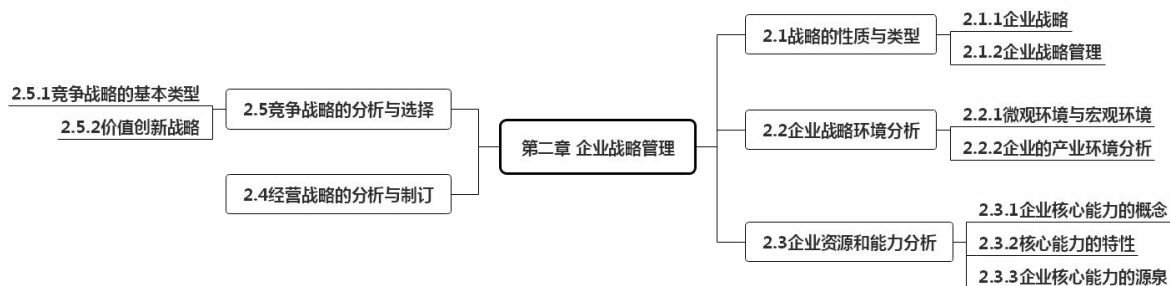 第二章 企业战略管理
2.1战略的性质与类型
2.1.1企业战略
2.1.2企业战略管理
2.2企业战略环境分析
2.2.1微观环境与宏观环境
2.2.2企业的产业环境分析
2.3企业资源和能力分析
2.3.1企业核心能力的概念
2.3.2核心能力的特性
2.3.3企业核心能力的源泉
2.4经营战略的分析与制订
2.5竞争战略的分析与选择
2.5.1竞争战略的基本类型
2.5.2价值创新战略